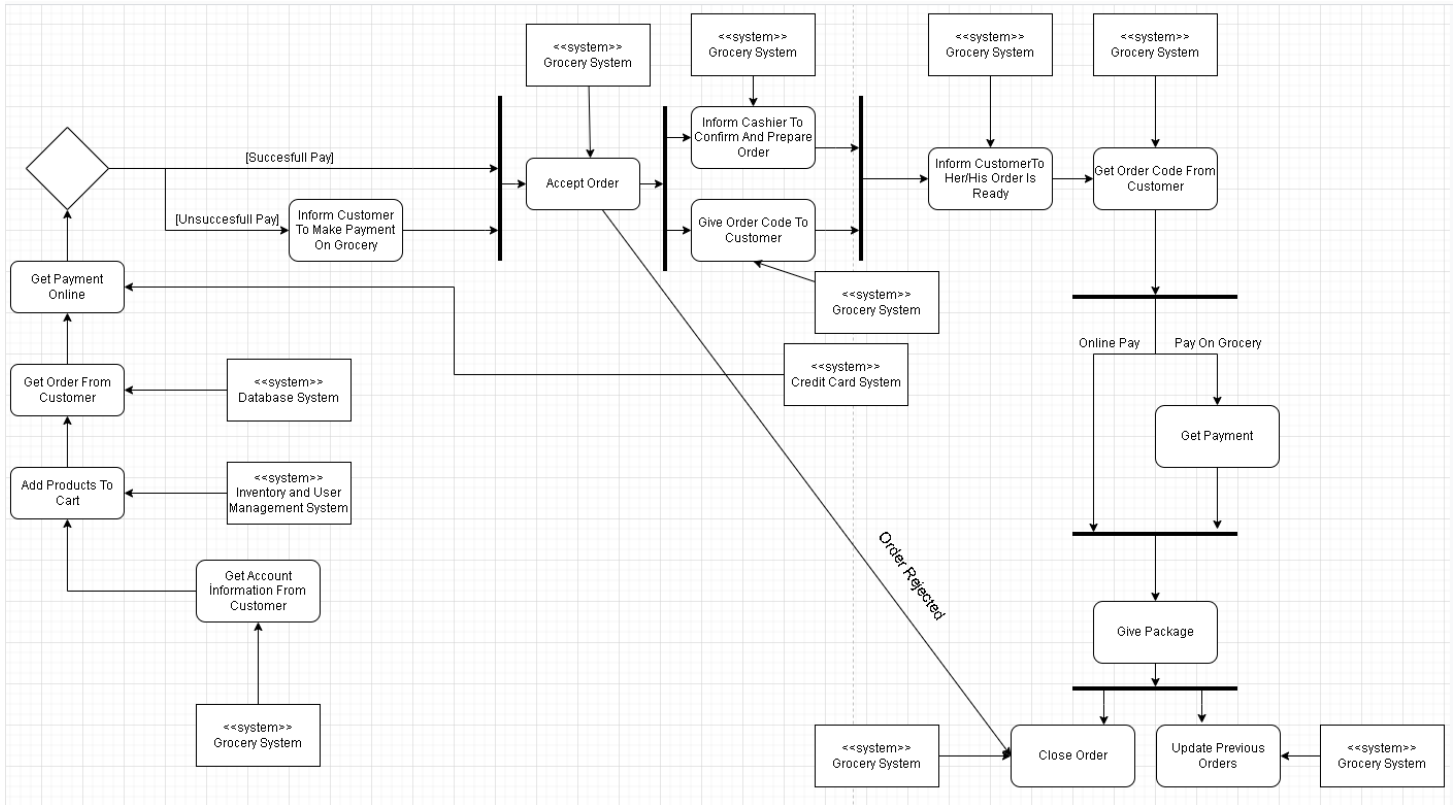 <<system>>
Grocery System
<<system>>
Grocery System
<<system>>
Grocery System
<<system>>
Grocery System
[Succesfull Pay]
[Unsuccesfull Pay]
Inform Customer
To Make Payment
On Grocery
Accept Order
Inform Cashier To
Confirm And Prepare
Order
Give Order Code To
Customer
Inform CustomerTo
Her/His Order Is
Ready
Get Order Code From
Customer
Get Payment
Online
<<system>>
Grocery System
<<system>>
Credit Card System
Online Pay
Pay On Grocery
Get Order From
Customer
<<system>>
Database System
Get Payment
Add Products To
Cart
<<system>>
Inventory and User
Management System
Get Account
İnformation From
Customer
Order Rejected
Give Package
<<system>>
Grocery System
<<system>>
Grocery System
Close Order
Update Previous
Orders
<<system>>
Grocery System